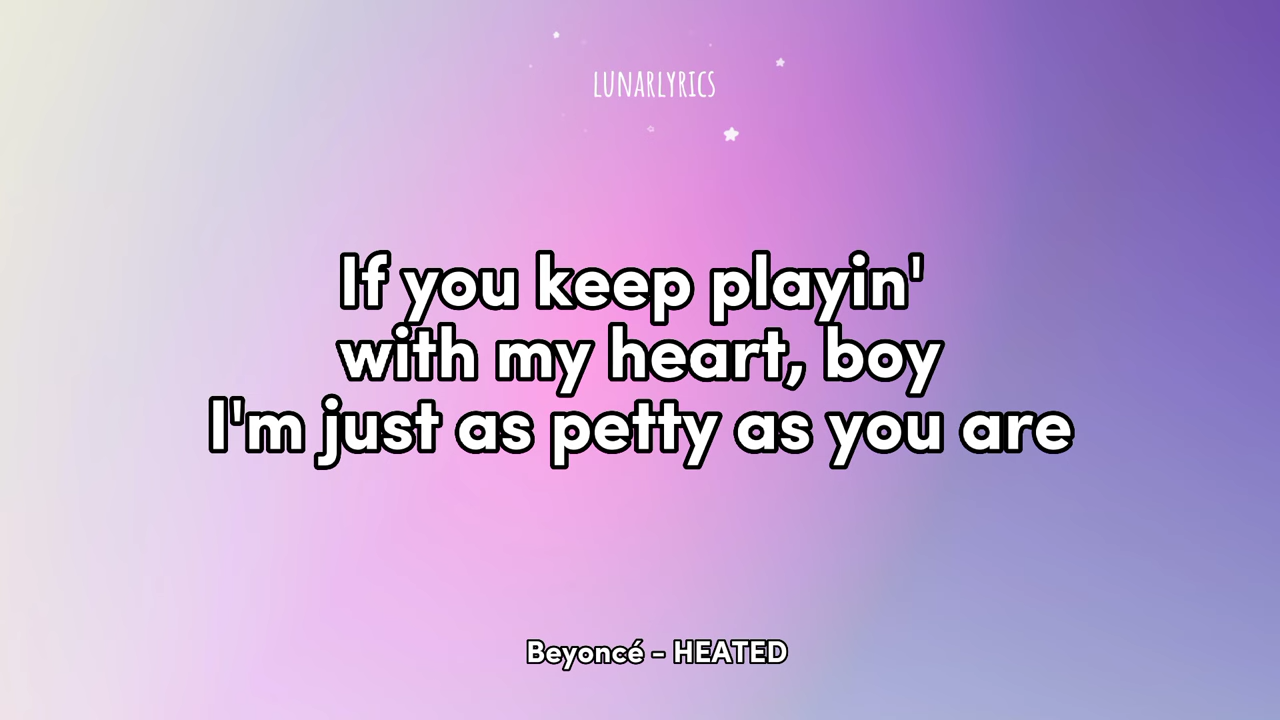 LUNARLYRICS
If you keep playin'
with my heart, boy
I'm just as petty as you are
Beyoncé - HEATED